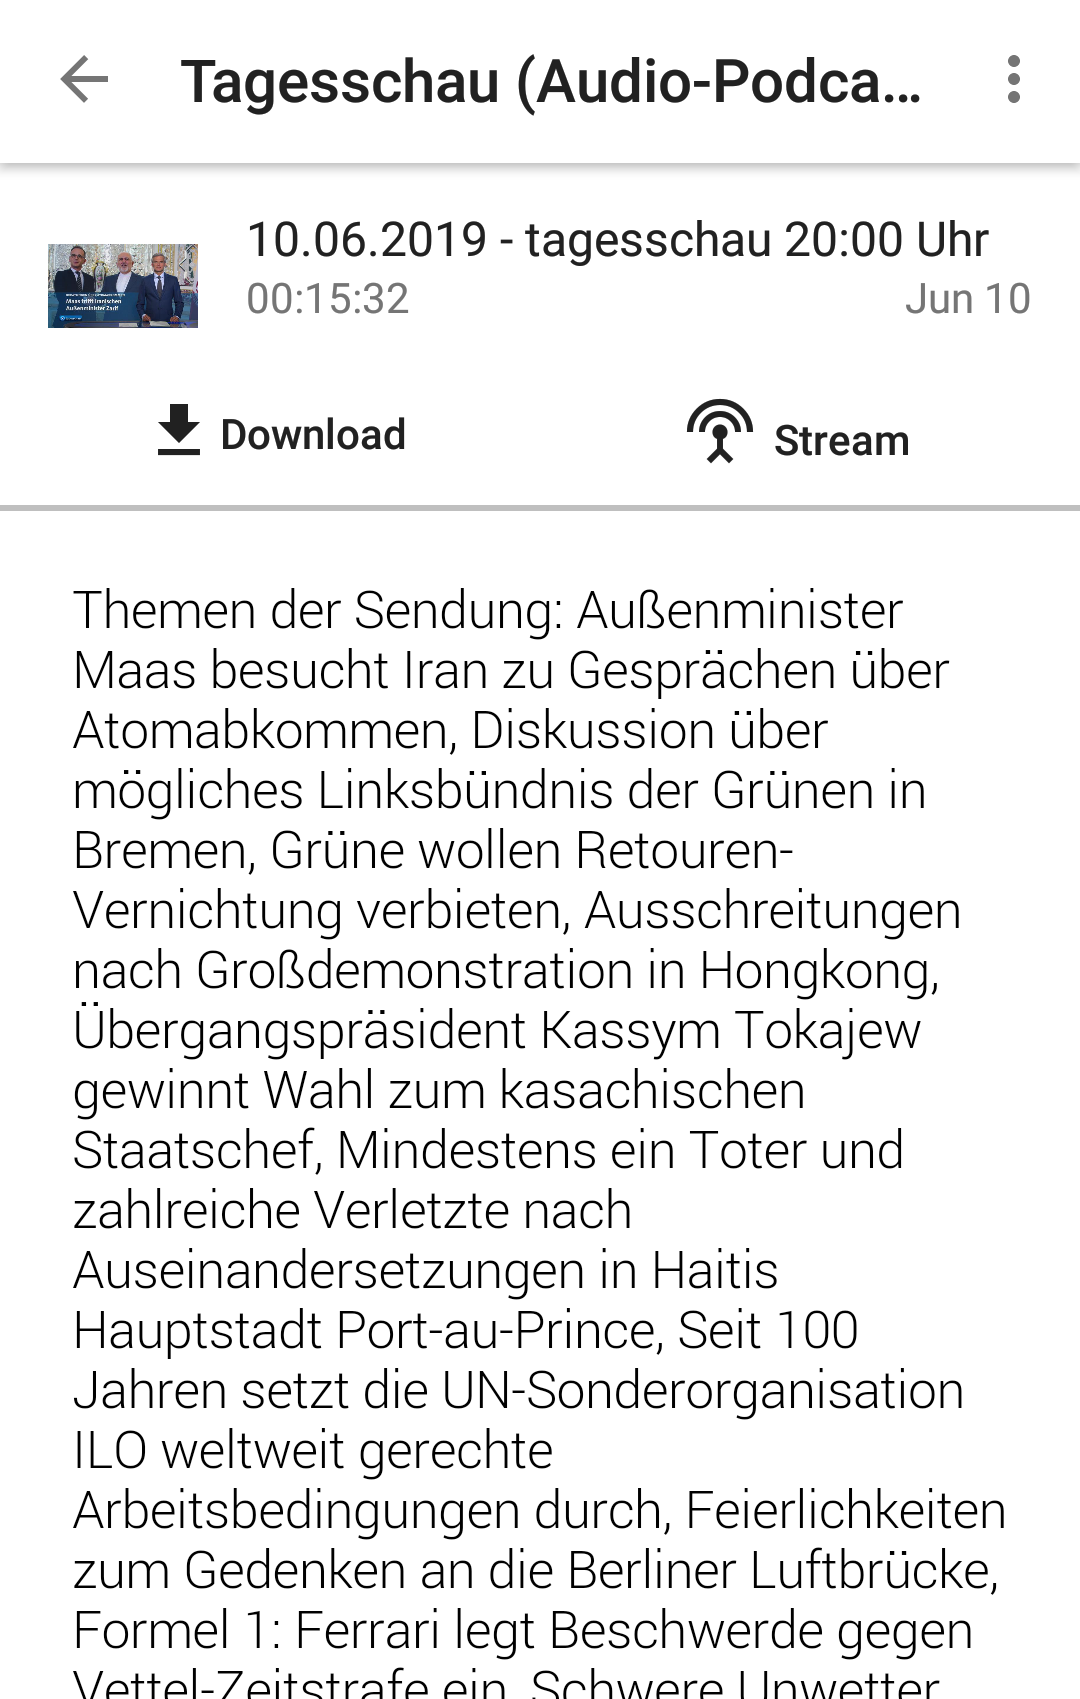 Tagesschau (Audio-Podca...
10.06.2019 - tagesschau 20:00 Uhr
00:15:32
Jun 10
Maas trifft iranischen
Außenminister Zarif
Download
Stream
Themen der Sendung: Außenminister
Maas besucht Iran zu Gesprächen über
Atomabkommen, Diskussion über
mögliches Linksbündnis der Grünen in
Bremen, Grüne wollen Retouren-
Vernichtung verbieten, Ausschreitungen
nach Großdemonstration in Hongkong,
Übergangspräsident Kassym Tokajew
gewinnt Wahl zum kasachischen
Staatschef, Mindestens ein Toter und
zahlreiche Verletzte nach
Auseinandersetzungen in Haitis
Hauptstadt Port-au-Prince, Seit 100
Jahren setzt die UN-Sonderorganisation
ILO weltweit gerechte
Arbeitsbedingungen durch, Feierlichkeiten
zum Gedenken an die Berliner Luftbrücke,
Formel 1: Ferrari legt Beschwerde gegen
Vettel-Zeitstrafe ein, Schwere Unwetter